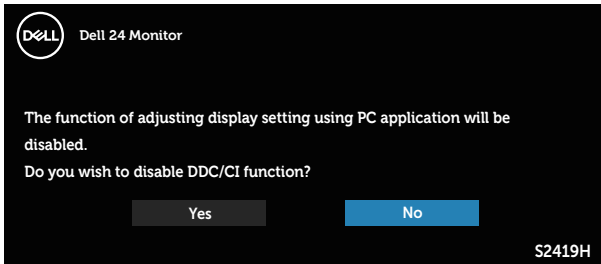 DELL
Dell 24 Monitor
The function of adjusting display setting using PC application will be
disabled.
Do you wish to disable DDC/CI function?
Yes
No
S2419H